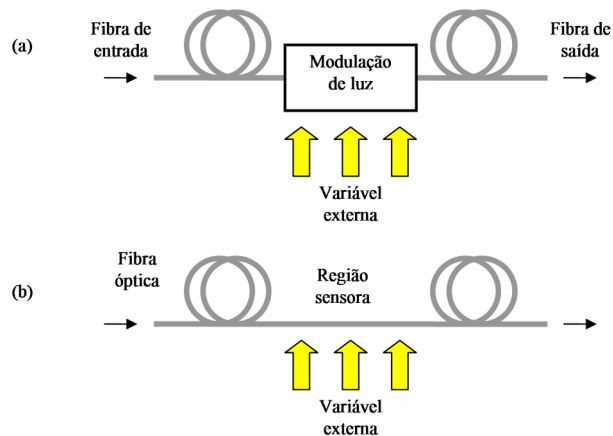 (a)
Fibra de
entrada
Modulação
de luz
Fibra de
saída
Variável
externa
(b)
Fibra
óptica
Região
sensora
Variável
externa